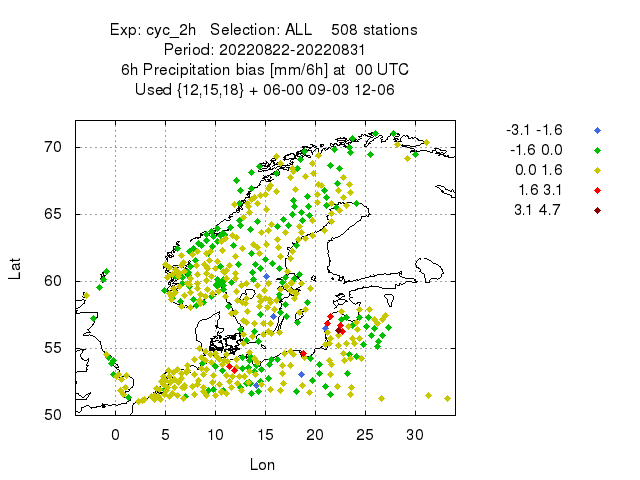 Exp: cyc_2h   Selection: ALL    508 stations
Period: 20220822-20220831
6h Precipitation bias [mm/6h] at  00 UTC
Used {12,15,18} + 06-00 09-03 12-06
-3.1 -1.6
-1.6 0.0
0.0 1.6
1.6 3.1
3.1 4.7
70
65
60
55
50
Lat
0 5 10 15 20 25 30
Lon